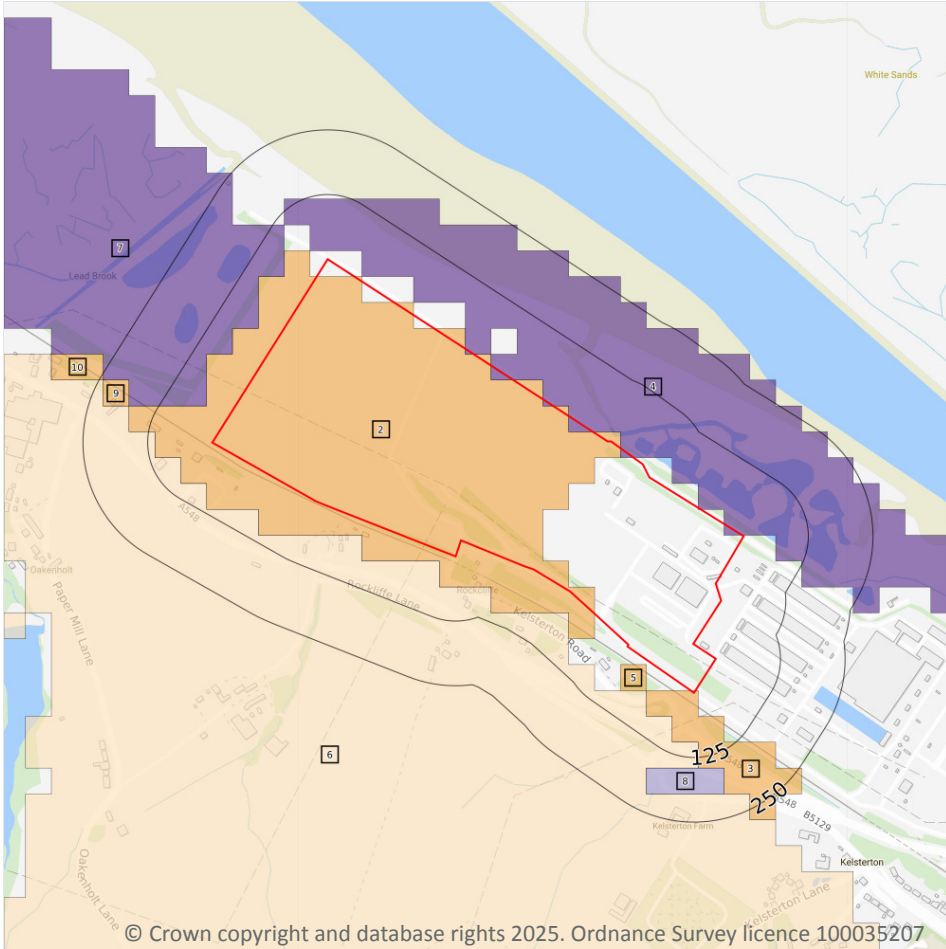 White Sands
7
Lead Brook
10
9
4
2
A548
Oakenholt
Paper Mill Lane
Rockliffe Lane
Rockcliffe
Kelsterton Road
5
6
125
A548
3
8
250
A548
B5129
Kelsterton Farm
Kelsterton
Oakenholt Lane
Kelsterton Lane
© Crown copyright and database rights 2025. Ordnance Survey licence 100035207